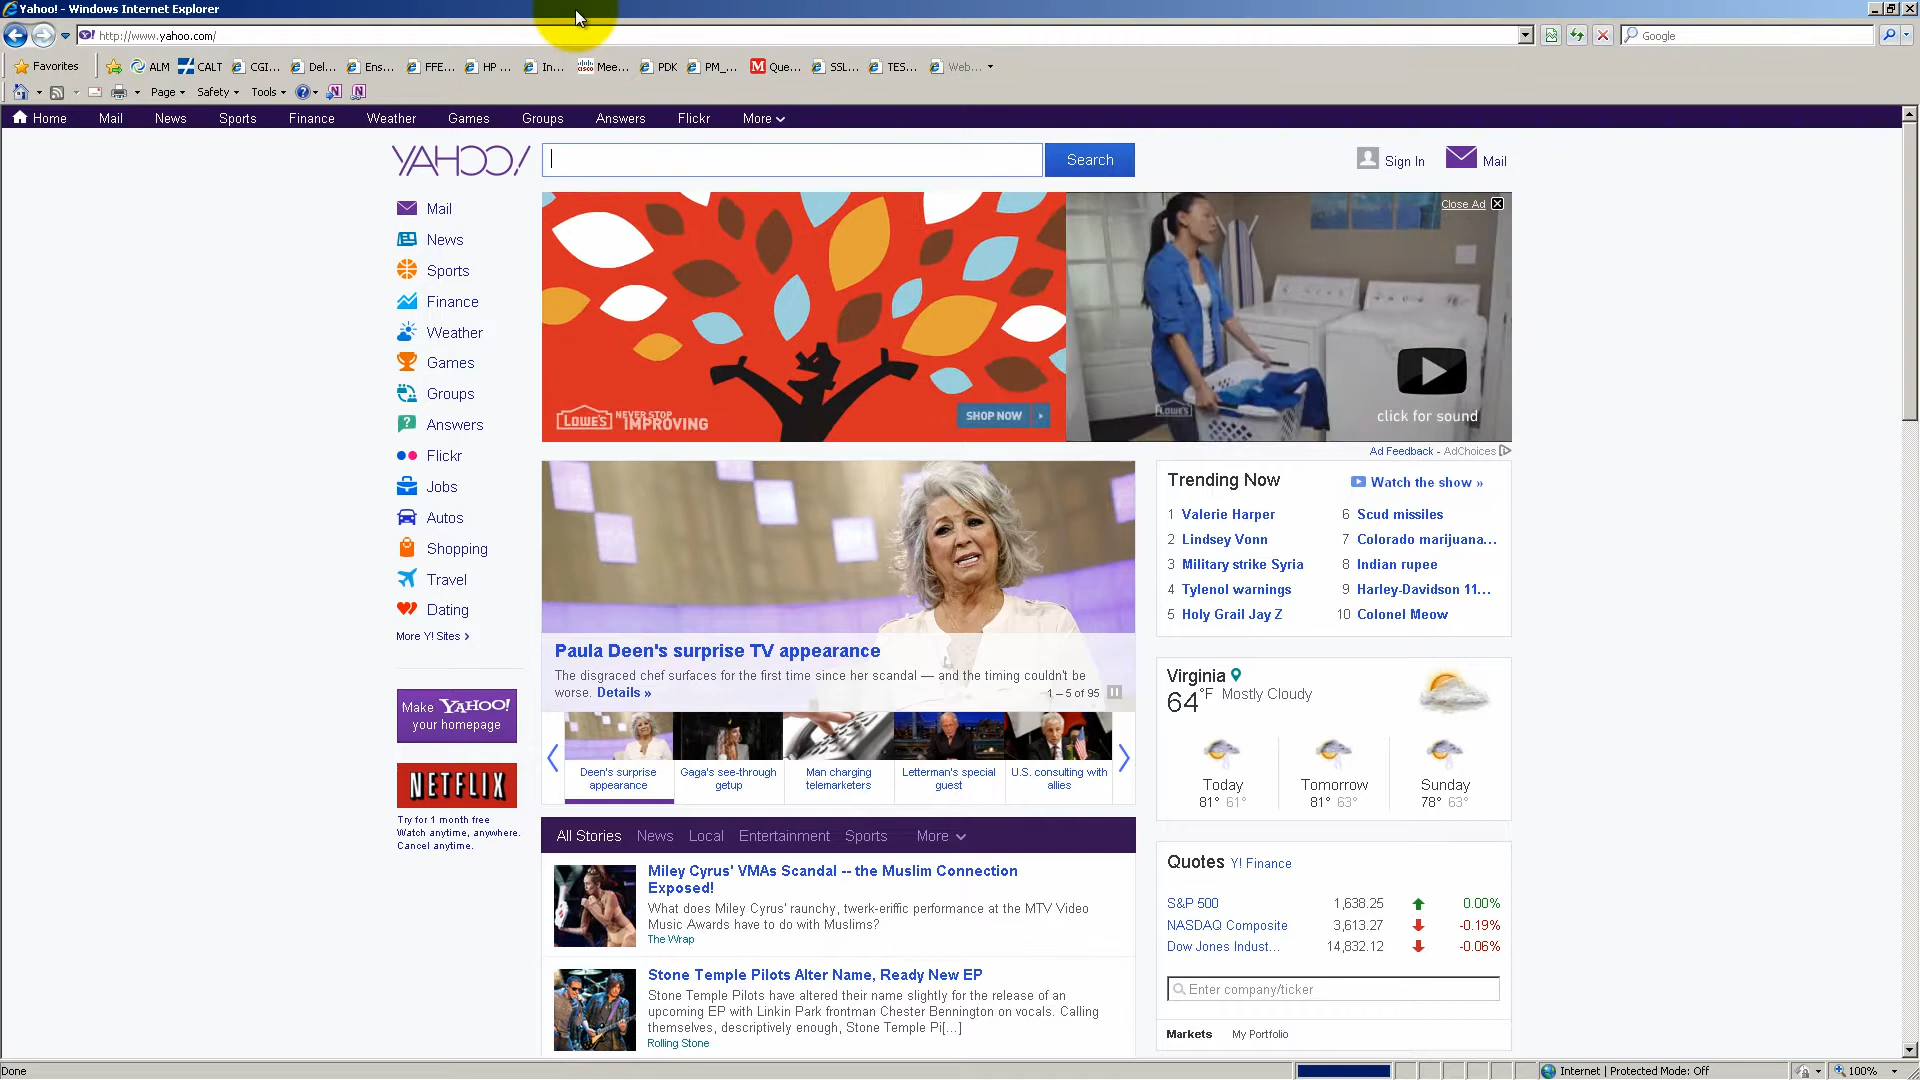 Yahoo! - Windows Internet Explorer
http://www.yahoo.com/
Google
Favorites
ALM
CALT
CGI...
Del...
Ens...
FFE...
HP ...
In...
Mee...
PDK
PM_...
Que...
SSL...
TES...
Web...
Page
Safety
Tools
Home
Mail
News
Sports
Finance
Weather
Games
Groups
Answers
Flickr
More
YAHOO!
Search
Sign In
Mail
Mail
News
Sports
Finance
Weather
Games
Groups
Answers
Flickr
Jobs
Autos
Shopping
Travel
Dating
More Y! Sites >
Make YAHOO!
your homepage
NETFLIX
Try for 1 month free
Watch anytime, anywhere.
Cancel anytime.
LOWE'S
NEVER STOP
IMPROVING
SHOP NOW
Close Ad
LOWE'S
click for sound
Ad Feedback - AdChoices
Paula Deen's surprise TV appearance
The disgraced chef surfaces for the first time since her scandal — and the timing couldn't be
worse. Details »
1 – 5 of 95
Deen's surprise
appearance
Gaga's see-through
getup
Man charging
telemarketers
Letterman's special
guest
U.S. consulting with
allies
All Stories
News
Local
Entertainment
Sports
More
Miley Cyrus' VMAs Scandal -- the Muslim Connection
Exposed!
What does Miley Cyrus' raunchy, twerk-eriffic performance at the MTV Video
Music Awards have to do with Muslims?
The Wrap
Stone Temple Pilots Alter Name, Ready New EP
Stone Temple Pilots have altered their name slightly for the release of an
upcoming EP with Linkin Park frontman Chester Bennington on vocals. Calling
themselves, descriptively enough, Stone Temple Pi[...]
Rolling Stone
Trending Now
Watch the show »
1 Valerie Harper
2 Lindsey Vonn
3 Military strike Syria
4 Tylenol warnings
5 Holy Grail Jay Z
6 Scud missiles
7 Colorado marijuana...
8 Indian rupee
9 Harley-Davidson 11...
10 Colonel Meow
Virginia
64°F Mostly Cloudy
Today
81° 61°
Tomorrow
81° 63°
Sunday
78° 63°
Quotes Y! Finance
S&P 500 1,638.25 0.00%
NASDAQ Composite 3,613.27 -0.19%
Dow Jones Indust... 14,832.12 -0.06%
Enter company/ticker
Markets
My Portfolio
Done
Internet | Protected Mode: Off
100%